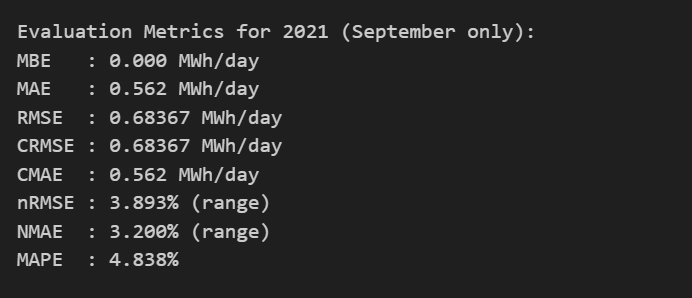 Evaluation Metrics for 2021 (September only):
MBE   : 0.000 MWh/day
MAE   : 0.562 MWh/day
RMSE  : 0.68367 MWh/day
CRMSE : 0.68367 MWh/day
CMAE  : 0.562 MWh/day
nRMSE : 3.893% (range)
NMAE  : 3.200% (range)
MAPE  : 4.838%